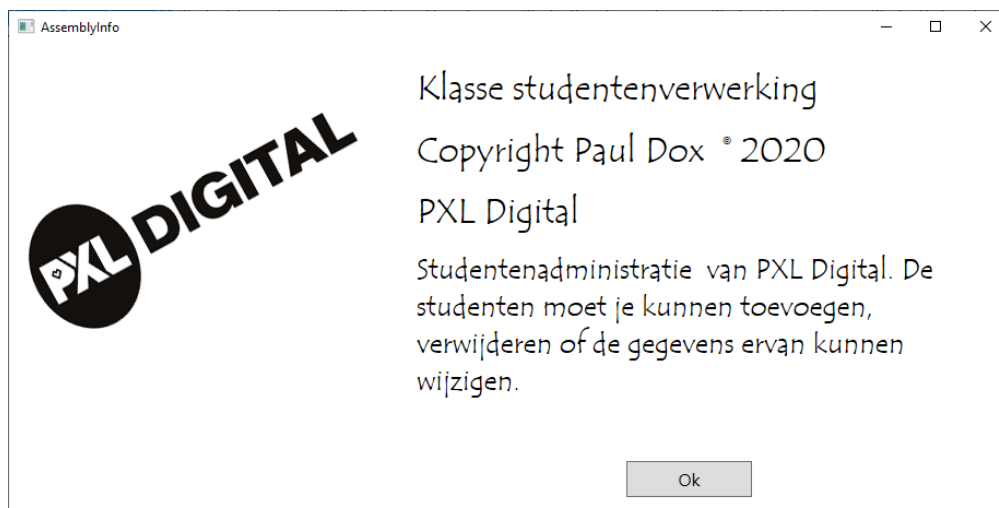 AssemblyInfo
PXL DIGITAL
Klasse studentenverwerking
Copyright Paul Dox © 2020
PXL Digital
Studentenadministratie van PXL Digital. De
studenten moet je kunnen toevoegen,
verwijderen of de gegevens ervan kunnen
wijzigen.
Ok